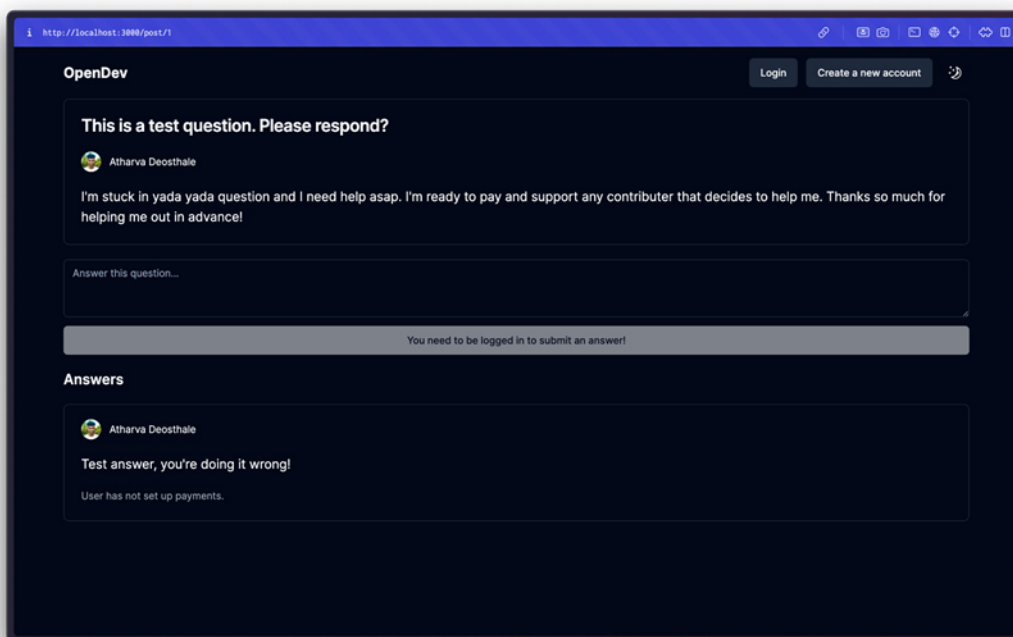 i http://localhost:3000/post/1
OpenDev
Login
Create a new account
This is a test question. Please respond?
Atharva Deosthale
I'm stuck in yada yada question and I need help asap. I'm ready to pay and support any contributer that decides to help me. Thanks so much for
helping me out in advance!
Answer this question...
You need to be logged in to submit an answer!
Answers
Atharva Deosthale
Test answer, you're doing it wrong!
User has not set up payments.